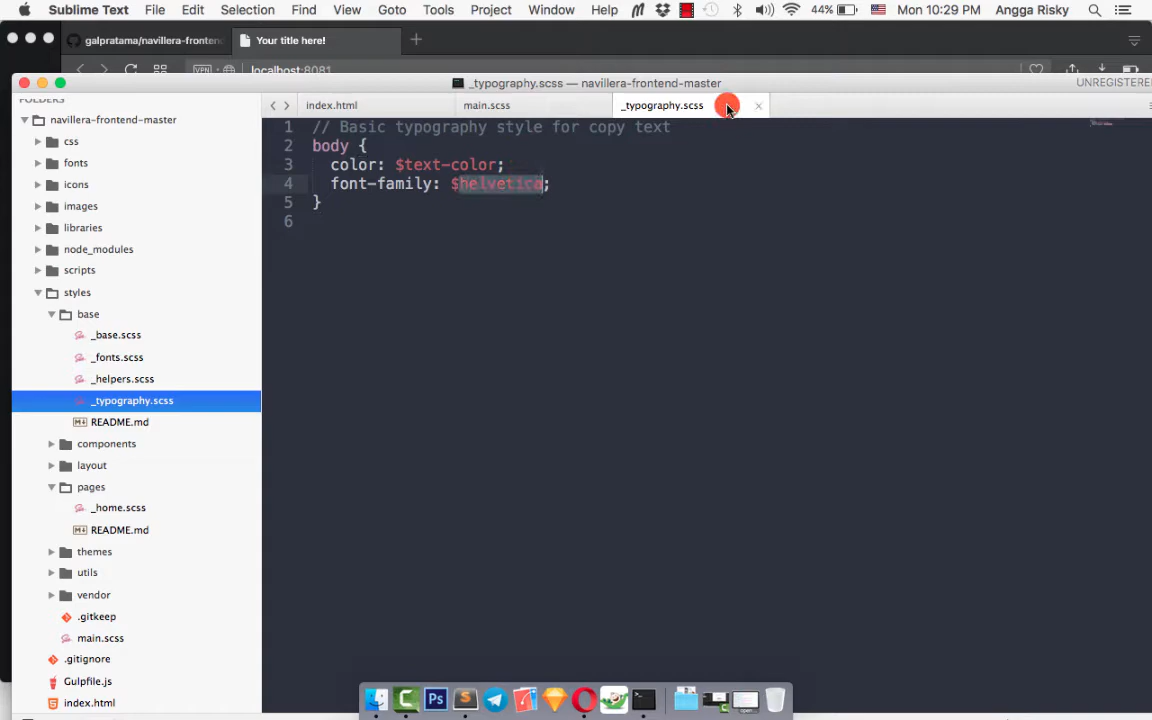 Sublime Text File Edit Selection Find View Goto Tools Project Window Help 44% Mon 10:29 PM Angga Risky
galpratama/navillera-fronten Your title here!
VPN localhost:8081
_typography.scss — navillera-frontend-master UNREGISTERE
FOLDERS
index.html main.scss _typography.scss
navillera-frontend-master
css
fonts
icons
images
libraries
node_modules
scripts
styles
base
_base.scss
_fonts.scss
_helpers.scss
_typography.scss
README.md
components
layout
pages
_home.scss
README.md
themes
utils
vendor
.gitkeep
main.scss
.gitignore
Gulpfile.js
index.html
1 // Basic typography style for copy text
2 body {
3 color: $text-color;
4 font-family: $helvetica;
5 }
6
Ps